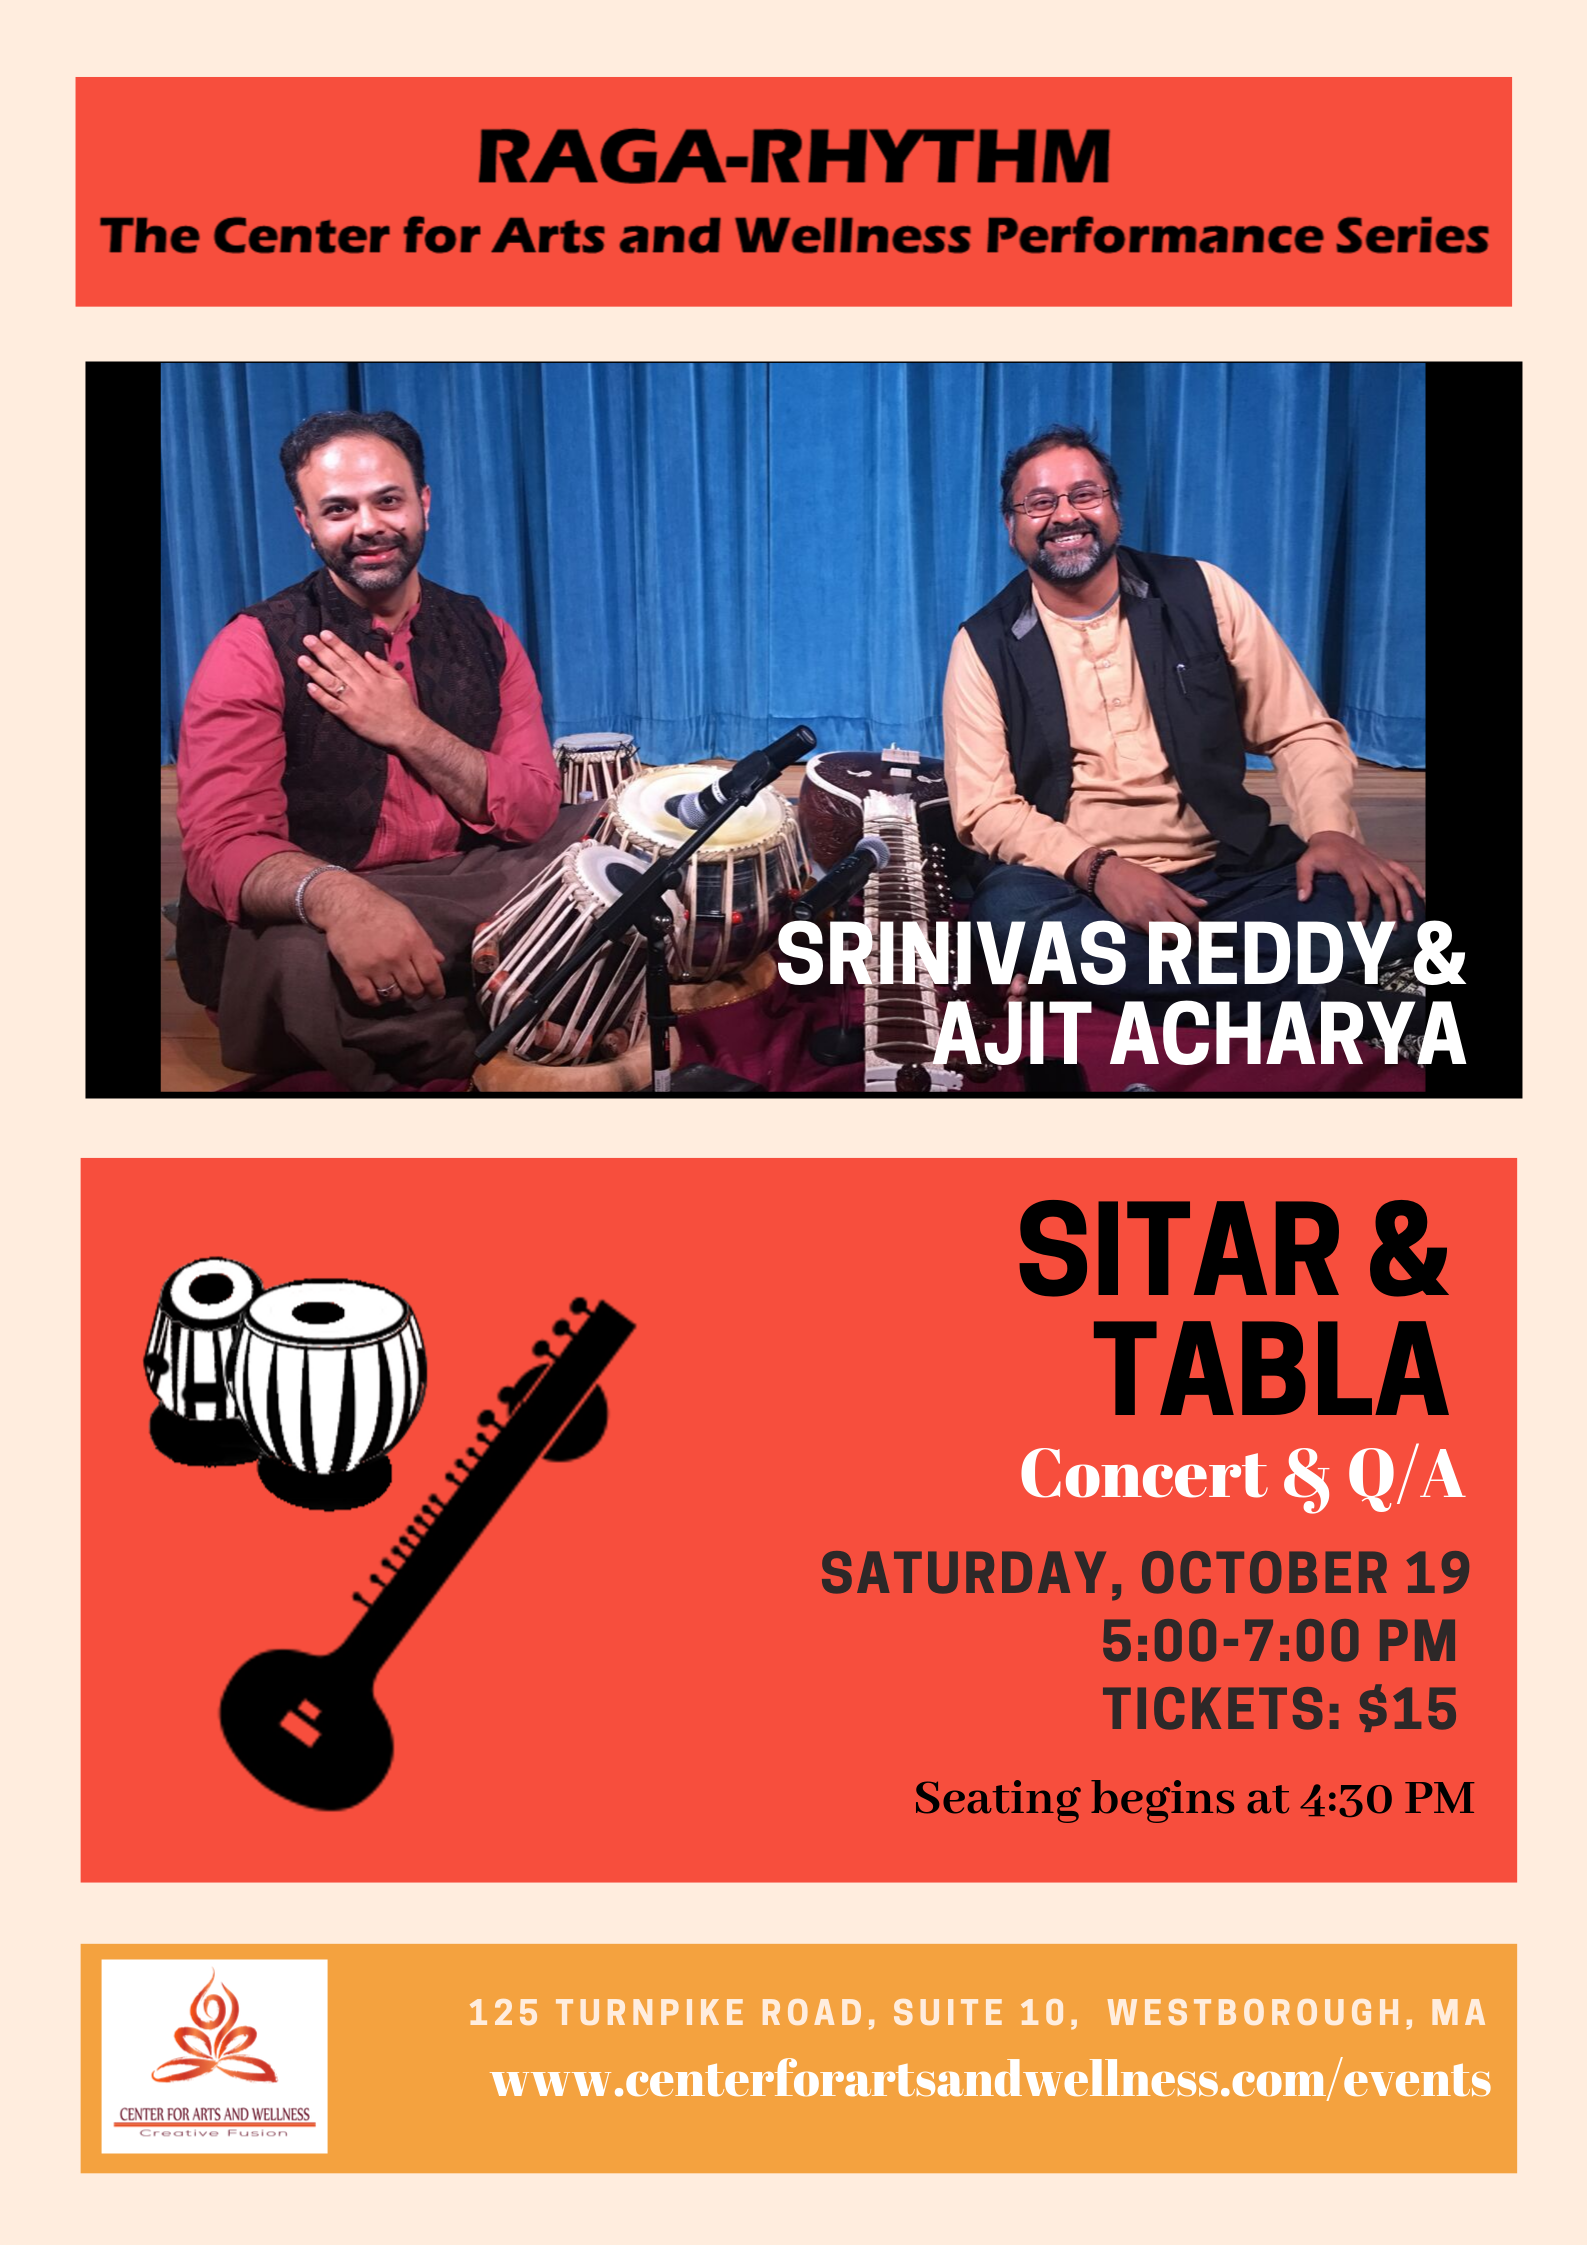 RAGA-RHYTHM
The Center for Arts and Wellness Performance Series
SRINIVAS REDDY &
AJIT ACHARYA
SITAR &
TABLA
Concert & Q/A
SATURDAY, OCTOBER 19
5:00-7:00 PM
TICKETS: $15
Seating begins at 4:30 PM
125 TURNPIKE ROAD, SUITE 10, WESTBOROUGH, MA
www.centerforartsandwellness.com/events
CENTER FOR ARTS AND WELLNESS
Creative Fusion